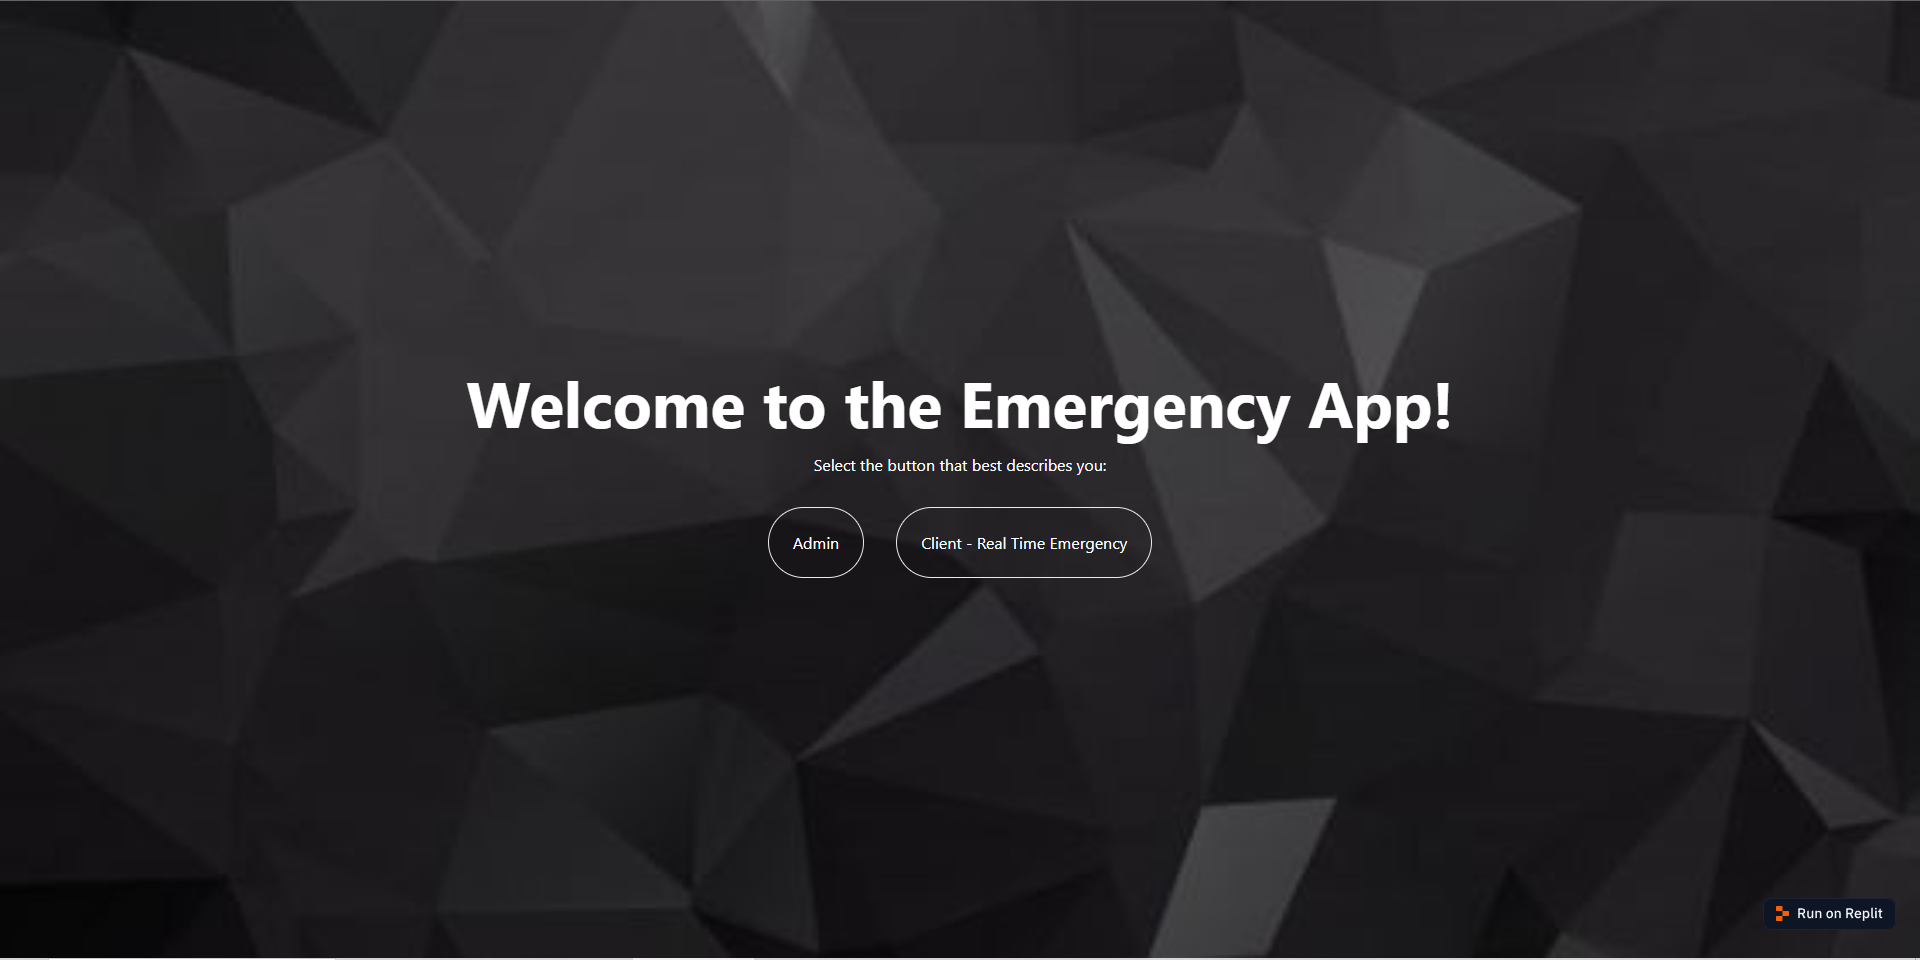 Welcome to the Emergency App!
Select the button that best describes you:
Admin
Client - Real Time Emergency
Run on Replit